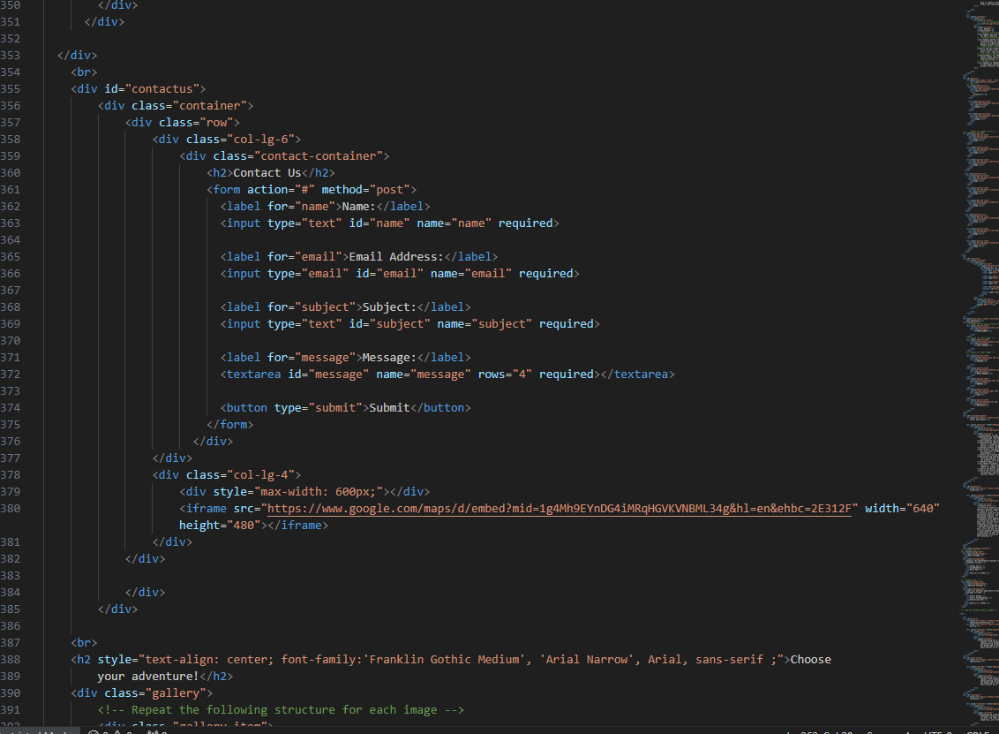 350 </div>
351 </div>
352
353 </div>
354 <br>
355 <div id="contactus">
356 <div class="container">
357 <div class="row">
358 <div class="col-lg-6">
359 <div class="contact-container">
360 <h2>Contact Us</h2>
361 <form action="#" method="post">
362 <label for="name">Name:</label>
363 <input type="text" id="name" name="name" required>
364
365 <label for="email">Email Address:</label>
366 <input type="email" id="email" name="email" required>
367
368 <label for="subject">Subject:</label>
369 <input type="text" id="subject" name="subject" required>
370
371 <label for="message">Message:</label>
372 <textarea id="message" name="message" rows="4" required></textarea>
373
374 <button type="submit">Submit</button>
375 </form>
376 </div>
377 </div>
378 <div class="col-lg-4">
379 <div style="max-width: 600px;"></div>
380 <iframe src="https://www.google.com/maps/d/embed?mid=1g4Mh9EYnDG4iMRqHGVKVNBML34g&hl=en&ehbc=2E312F" width="640"
height="480"></iframe>
381 </div>
382 </div>
383
384 </div>
385 </div>
386
387 <br>
388 <h2 style="text-align: center; font-family:'Franklin Gothic Medium', 'Arial Narrow', Arial, sans-serif ;">Choose
389 your adventure!</h2>
390 <div class="gallery">
391 <!-- Repeat the following structure for each image -->
392 <div class="gallery-item">